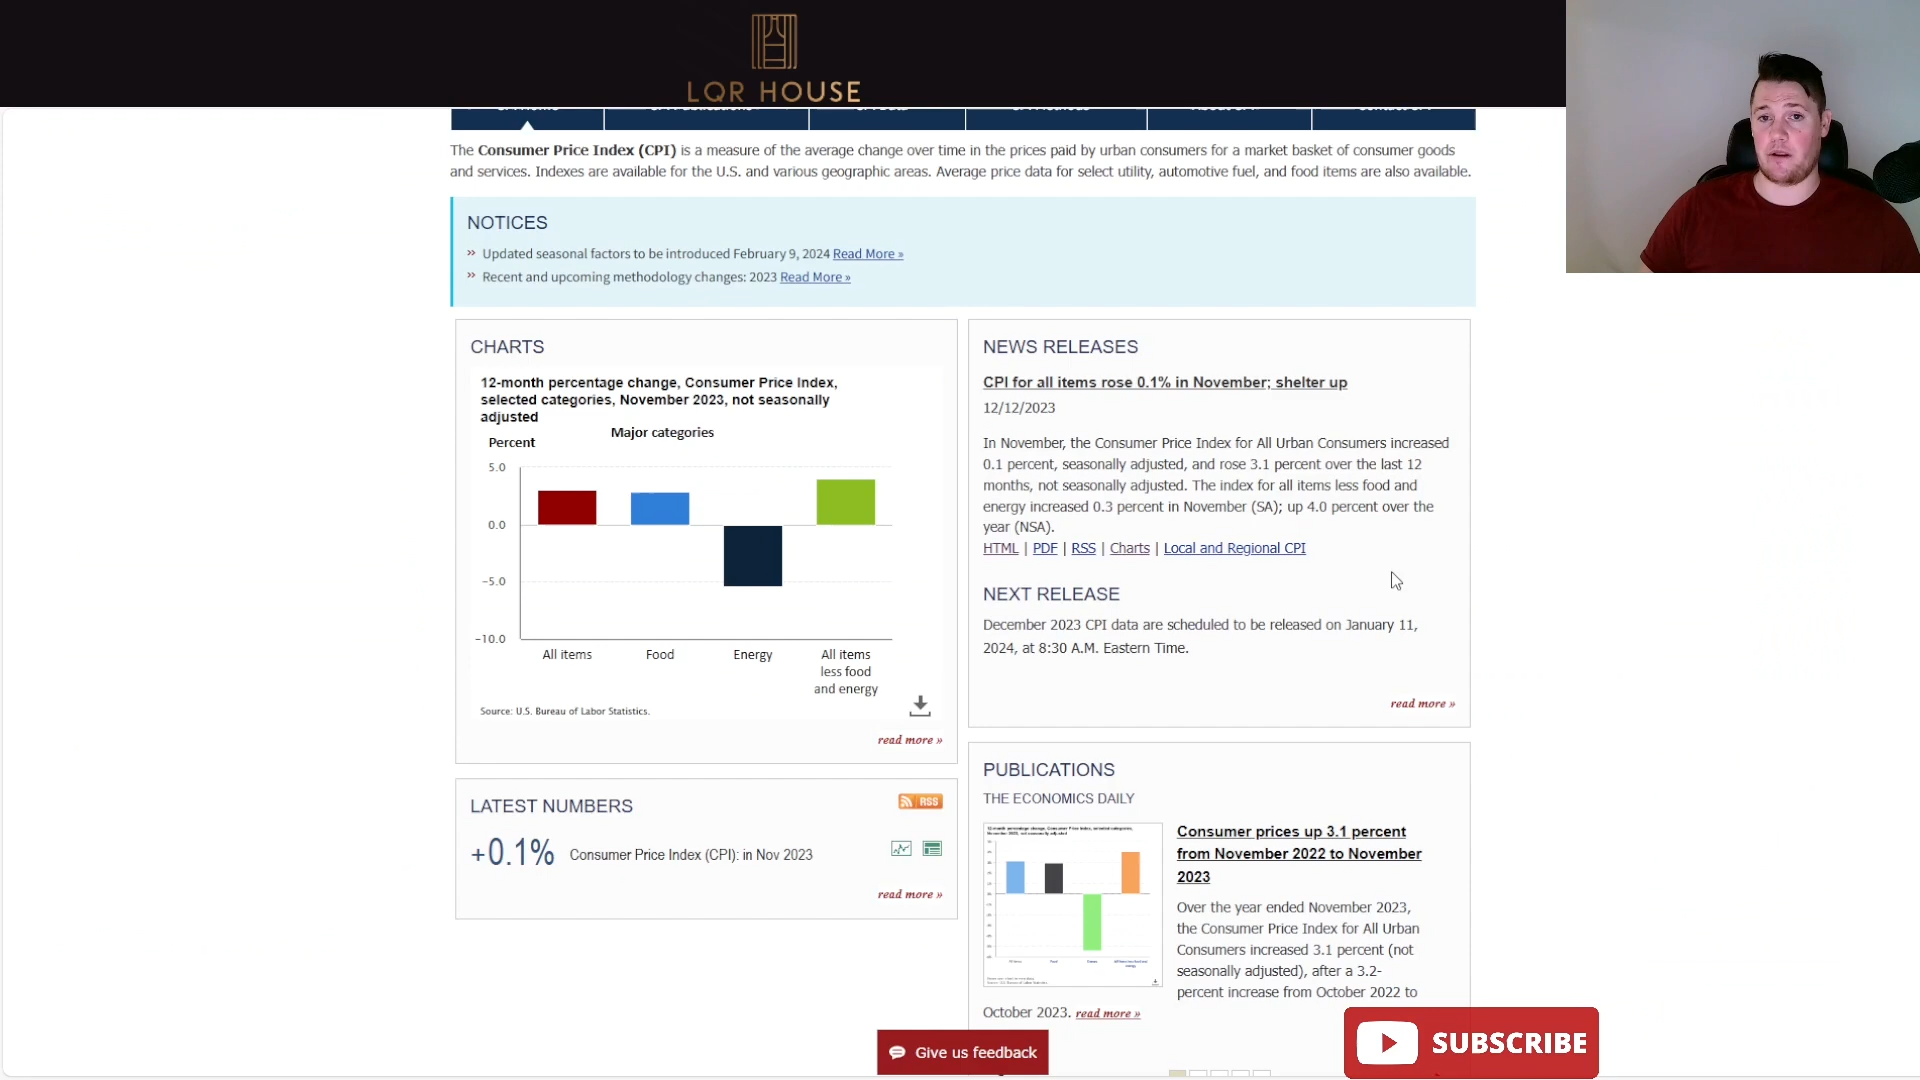 LQR HOUSE
The Consumer Price Index (CPI) is a measure of the average change over time in the prices paid by urban consumers for a market basket of consumer goods
and services. Indexes are available for the U.S. and various geographic areas. Average price data for select utility, automotive fuel, and food items are also available.
NOTICES
» Updated seasonal factors to be introduced February 9, 2024 Read More »
» Recent and upcoming methodology changes: 2023 Read More »
CHARTS
12-month percentage change, Consumer Price Index,
selected categories, November 2023, not seasonally
adjusted
Major categories
Percent
5.0
0.0
−5.0
−10.0
All items
Food
Energy
All items
less food
and energy
Source: U.S. Bureau of Labor Statistics.
read more »
LATEST NUMBERS
RSS
+0.1% Consumer Price Index (CPI): in Nov 2023
read more »
NEWS RELEASES
CPI for all items rose 0.1% in November; shelter up
12/12/2023
In November, the Consumer Price Index for All Urban Consumers increased
0.1 percent, seasonally adjusted, and rose 3.1 percent over the last 12
months, not seasonally adjusted. The index for all items less food and
energy increased 0.3 percent in November (SA); up 4.0 percent over the
year (NSA).
HTML | PDF | RSS | Charts | Local and Regional CPI
NEXT RELEASE
December 2023 CPI data are scheduled to be released on January 11,
2024, at 8:30 A.M. Eastern Time.
read more »
PUBLICATIONS
THE ECONOMICS DAILY
Consumer prices up 3.1 percent
from November 2022 to November
2023
Over the year ended November 2023,
the Consumer Price Index for All Urban
Consumers increased 3.1 percent (not
seasonally adjusted), after a 3.2-
percent increase from October 2022 to
October 2023. read more »
Give us feedback
SUBSCRIBE